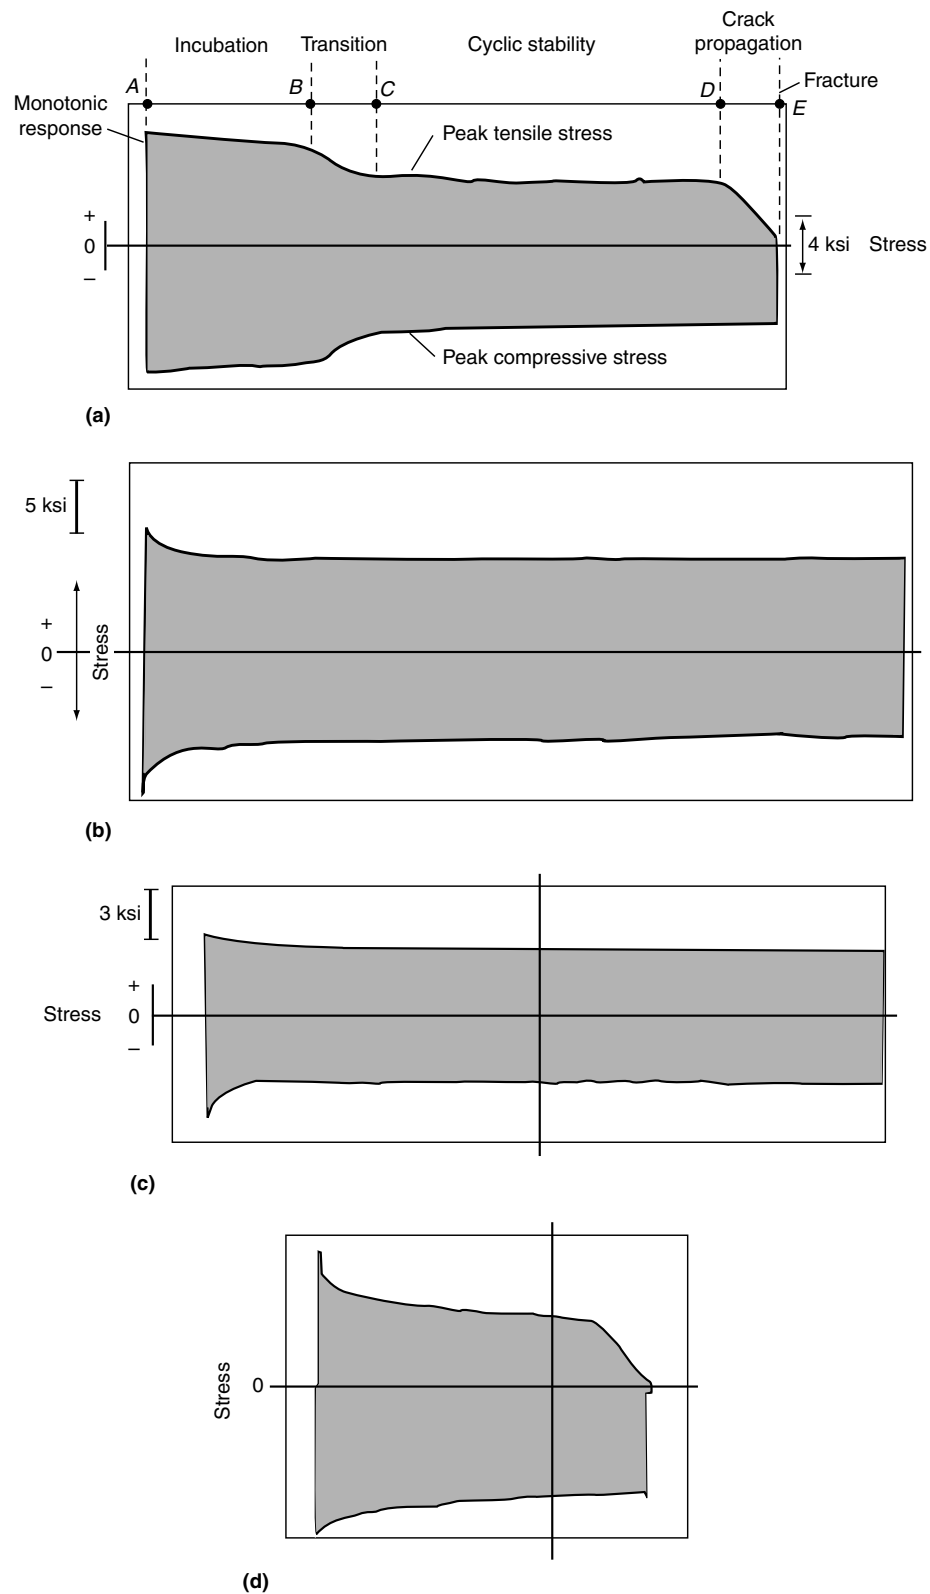 Incubation
Transition
Cyclic stability
Crack
propagation
Fracture
A
B
C
D
E
Monotonic
response
Peak tensile stress
+
0
–
4 ksi
Stress
Peak compressive stress
(a)
5 ksi
+
0
–
Stress
(b)
3 ksi
+
Stress
0
–
(c)
Stress
0
(d)